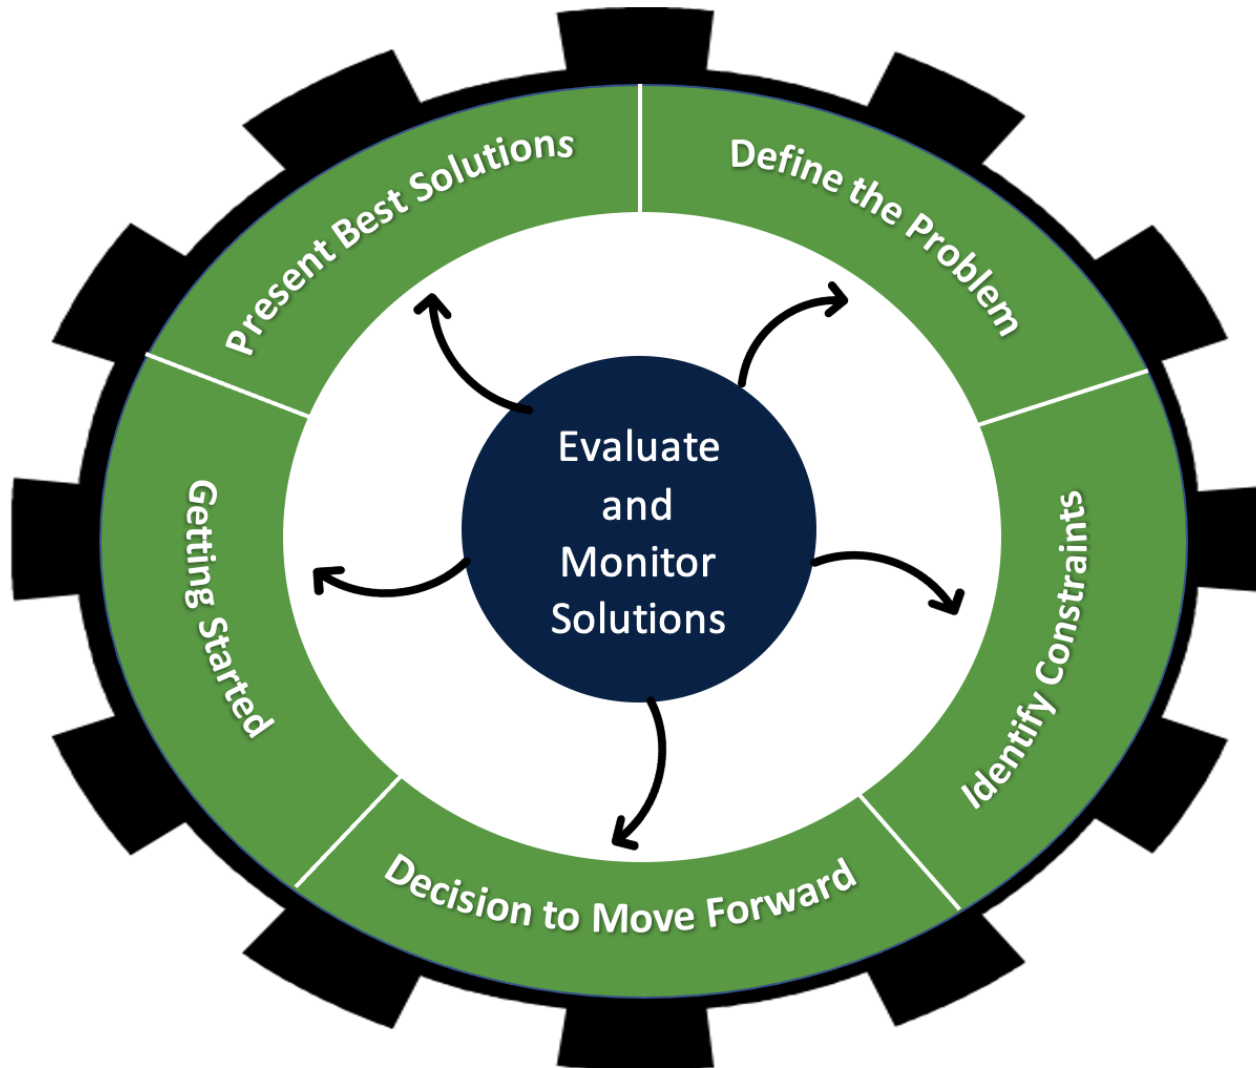 Present Best Solutions
Define the Problem
Evaluate
and
Monitor
Solutions
Getting Started
Identify Constraints
Decision to Move Forward